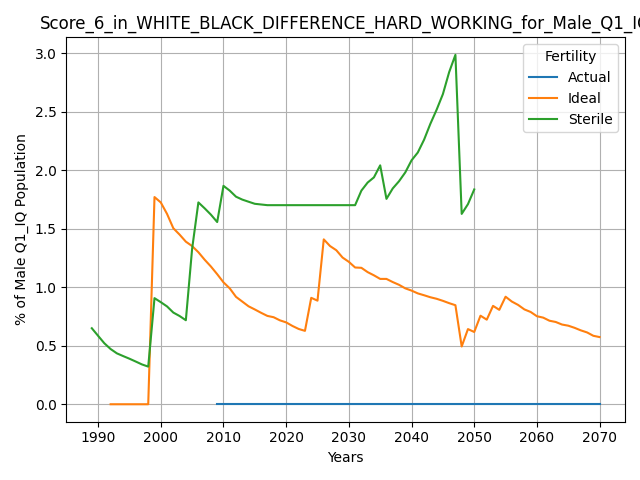 Score_6_in_WHITE_BLACK_DIFFERENCE_HARD_WORKING_for_Male_Q1_IQ
Fertility
Actual
Ideal
Sterile
% of Male Q1_IQ Population
3.0
2.5
2.0
1.5
1.0
0.5
0.0
1990 2000 2010 2020 2030 2040 2050 2060 2070
Years